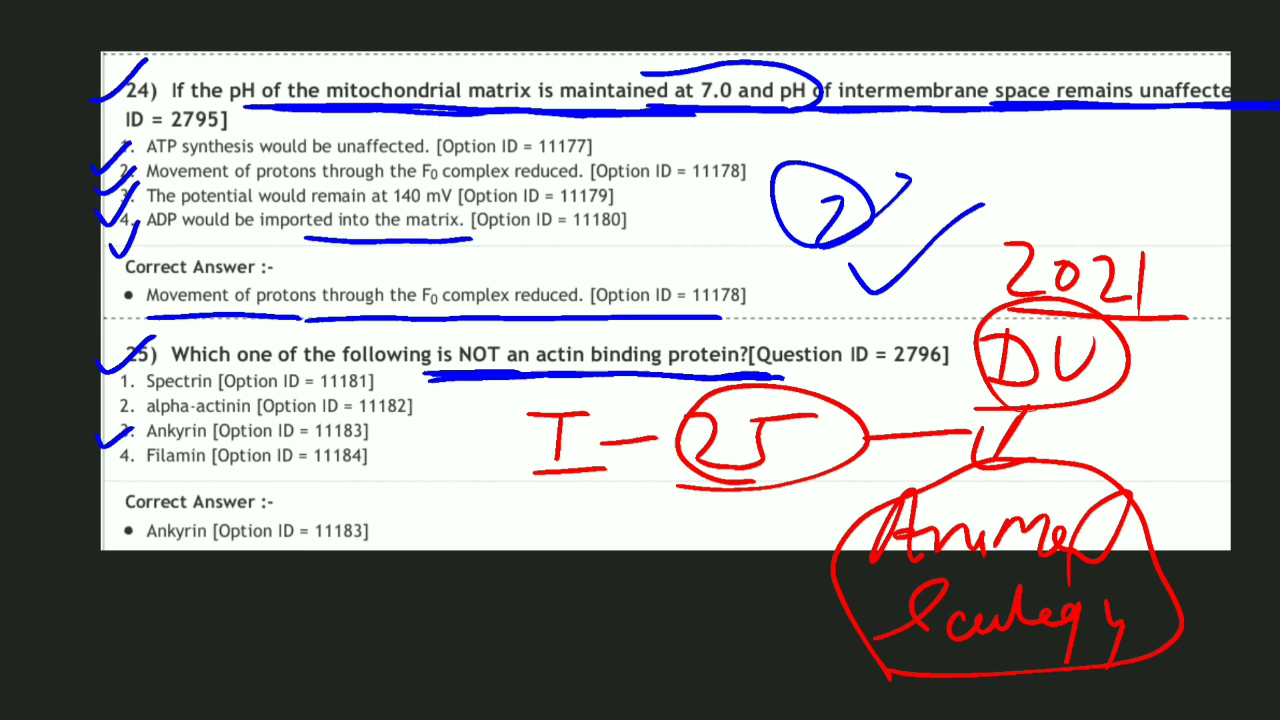 24) If the pH of the mitochondrial matrix is maintained at 7.0 and pH of intermembrane space remains unaffecte
ID = 2795]
1. ATP synthesis would be unaffected. [Option ID = 11177]
2. Movement of protons through the F₀ complex reduced. [Option ID = 11178]
3. The potential would remain at 140 mV [Option ID = 11179]
4. ADP would be imported into the matrix. [Option ID = 11180]
2
Correct Answer :-
• Movement of protons through the F₀ complex reduced. [Option ID = 11178]
2021
DU
25) Which one of the following is NOT an actin binding protein?[Question ID = 2796]
1. Spectrin [Option ID = 11181]
2. alpha-actinin [Option ID = 11182]
3. Ankyrin [Option ID = 11183]
4. Filamin [Option ID = 11184]
I - 25
Correct Answer :-
• Ankyrin [Option ID = 11183]